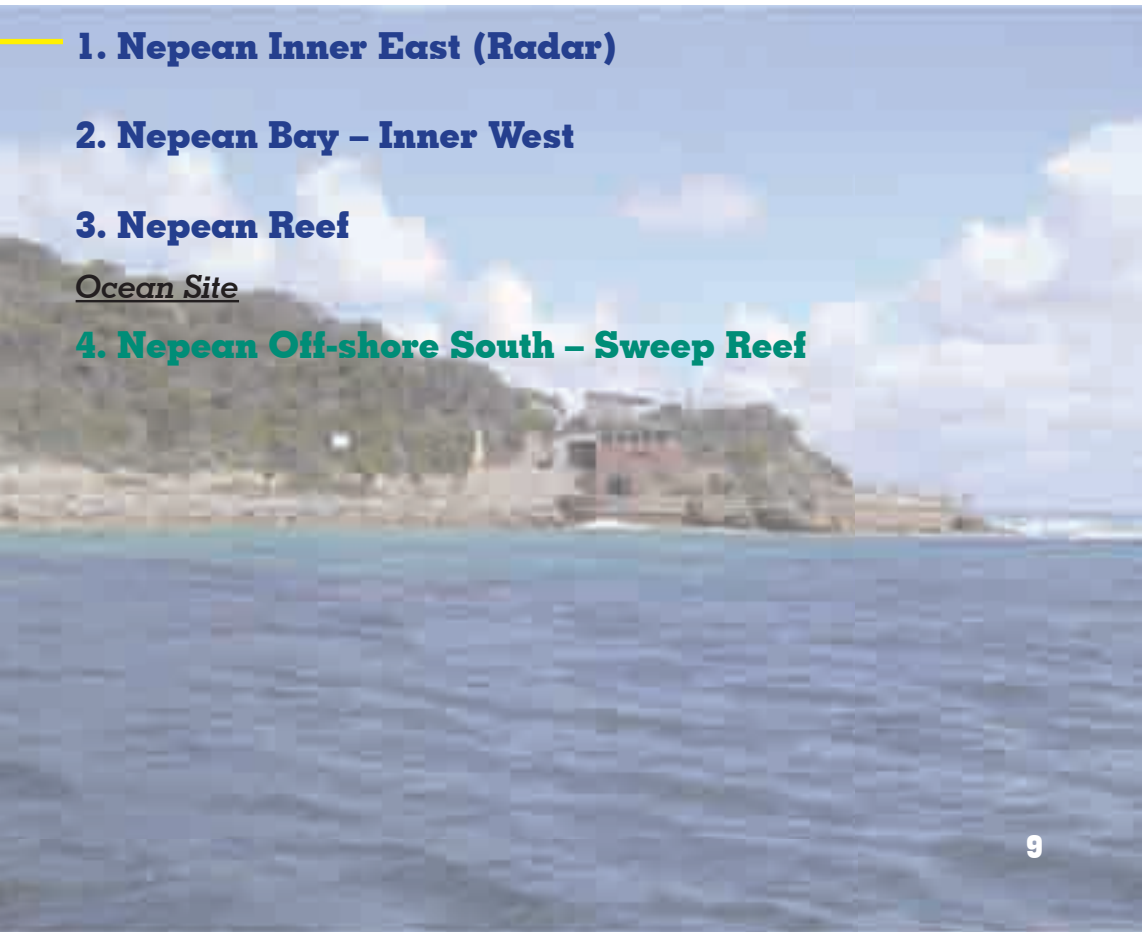 1. Nepean Inner East (Radar)
2. Nepean Bay – Inner West
3. Nepean Reef
Ocean Site
4. Nepean Off-shore South – Sweep Reef
9